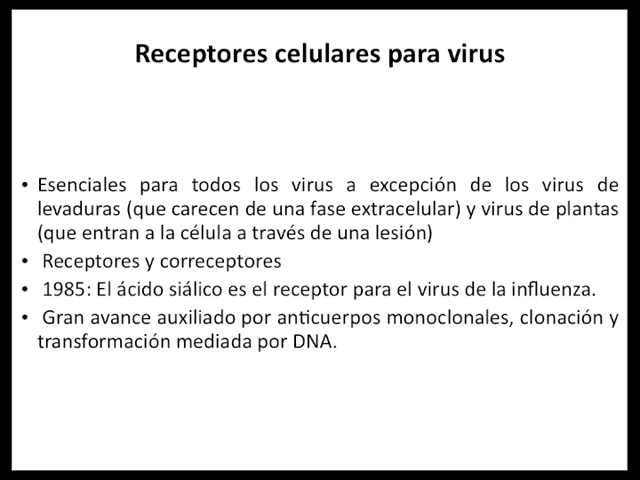 Receptores celulares para virus
• Esenciales para todos los virus a excepción de los virus de
levaduras (que carecen de una fase extracelular) y virus de plantas
(que entran a la célula a través de una lesión)
• Receptores y correceptores
• 1985: El ácido siálico es el receptor para el virus de la influenza.
• Gran avance auxiliado por anticuerpos monoclonales, clonación y
transformación mediada por DNA.